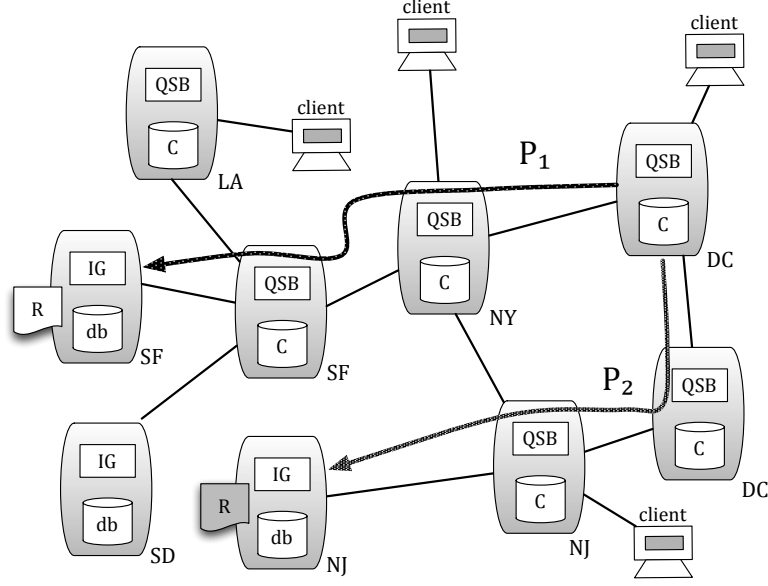 client
client
QSB
C
LA
client
P1
QSB
C
DC
QSB
C
NY
IG
db
R
SF
QSB
C
SF
P2
QSB
C
DC
IG
db
SD
R
IG
db
NJ
QSB
C
NJ
client